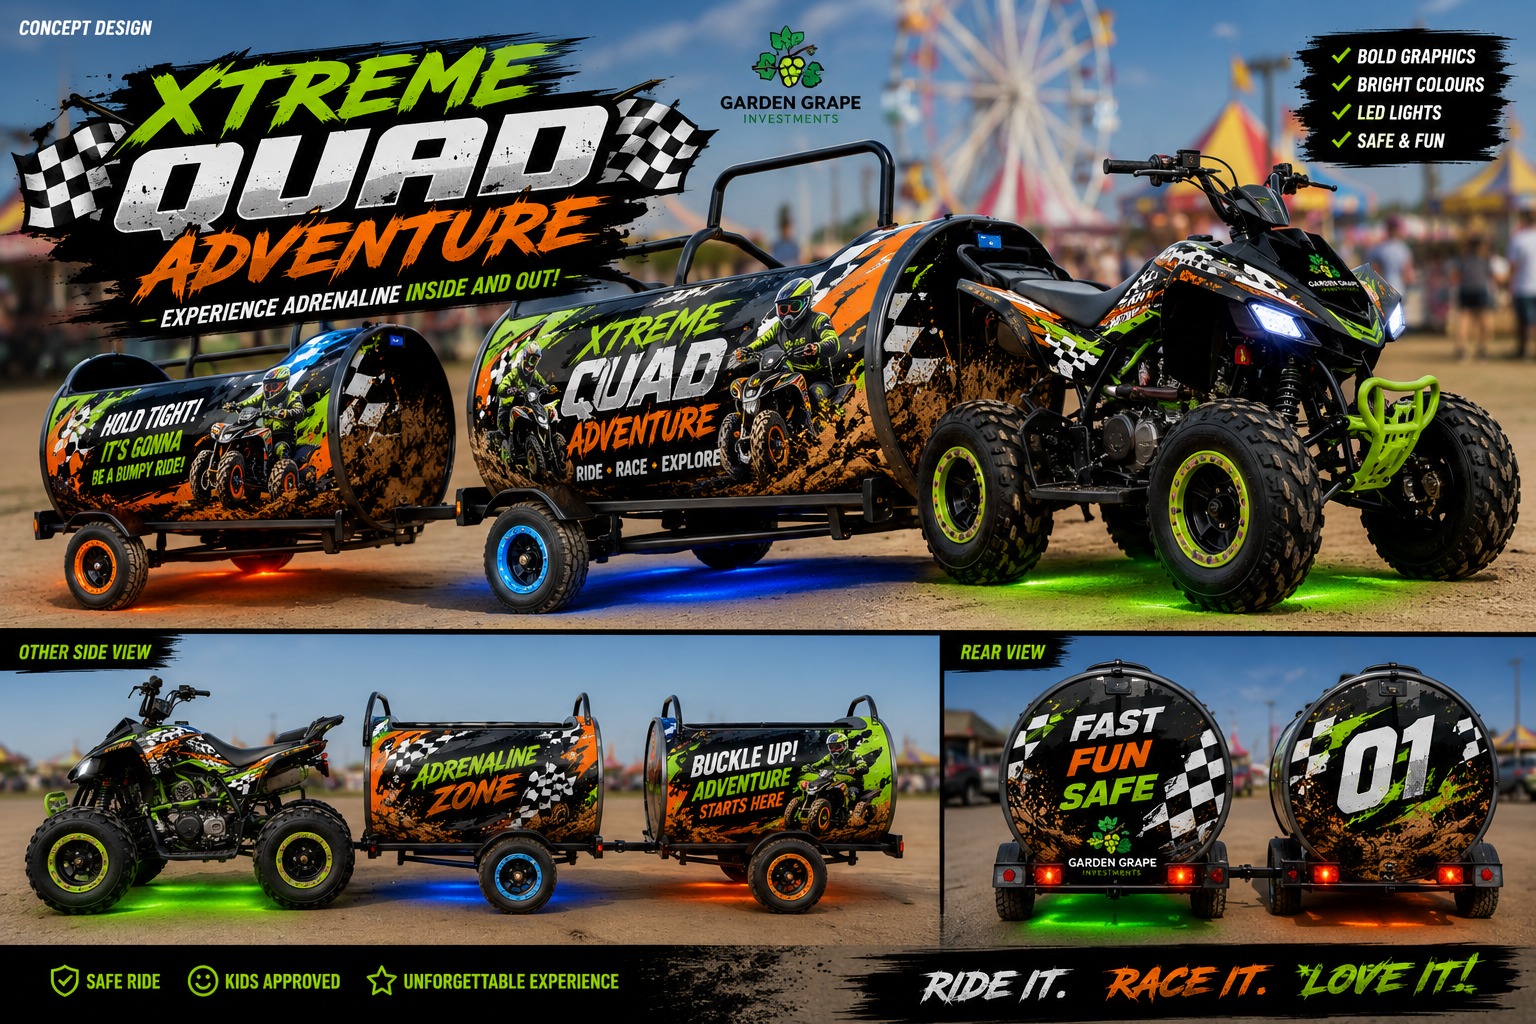 CONCEPT DESIGN
XTREME
QUAD
ADVENTURE
EXPERIENCE ADRENALINE INSIDE AND OUT!
GARDEN GRAPE
INVESTMENTS
BOLD GRAPHICS
BRIGHT COLOURS
LED LIGHTS
SAFE & FUN
HOLD TIGHT!
IT'S GONNA
BE A BUMPY RIDE!
XTREME
QUAD
ADVENTURE
RIDE • RACE • EXPLORE
GARDEN GRAPE
INVESTMENTS
OTHER SIDE VIEW
ADRENALINE
ZONE
BUCKLE UP!
ADVENTURE
STARTS HERE
REAR VIEW
FAST
FUN
SAFE
GARDEN GRAPE
INVESTMENTS
01
SAFE RIDE
KIDS APPROVED
UNFORGETTABLE EXPERIENCE
RIDE IT. RACE IT. LOVE IT!